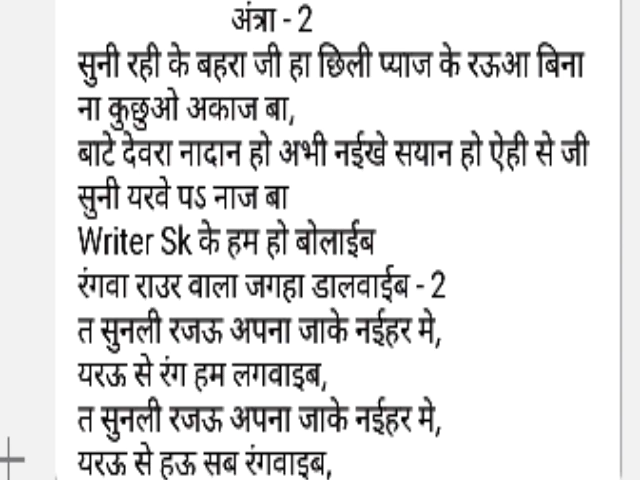 अंत्रा - 2
सुनी रही के बहरा जी हा छिली प्याज के रऊआ बिना
ना कुछुओ अकाज बा,
बाटे देवरा नादान हो अभी नईखे सयान हो ऐही से जी
सुनी यरवे पऽ नाज बा
Writer Sk के हम हो बोलाईब
रंगवा राउर वाला जगहा डालवाईब - 2
त सुनली रजऊ अपना जाके नईहर मे,
यरऊ से रंग हम लगवाइब,
त सुनली रजऊ अपना जाके नईहर मे,
यरऊ से हऊ सब रंगवाइब,